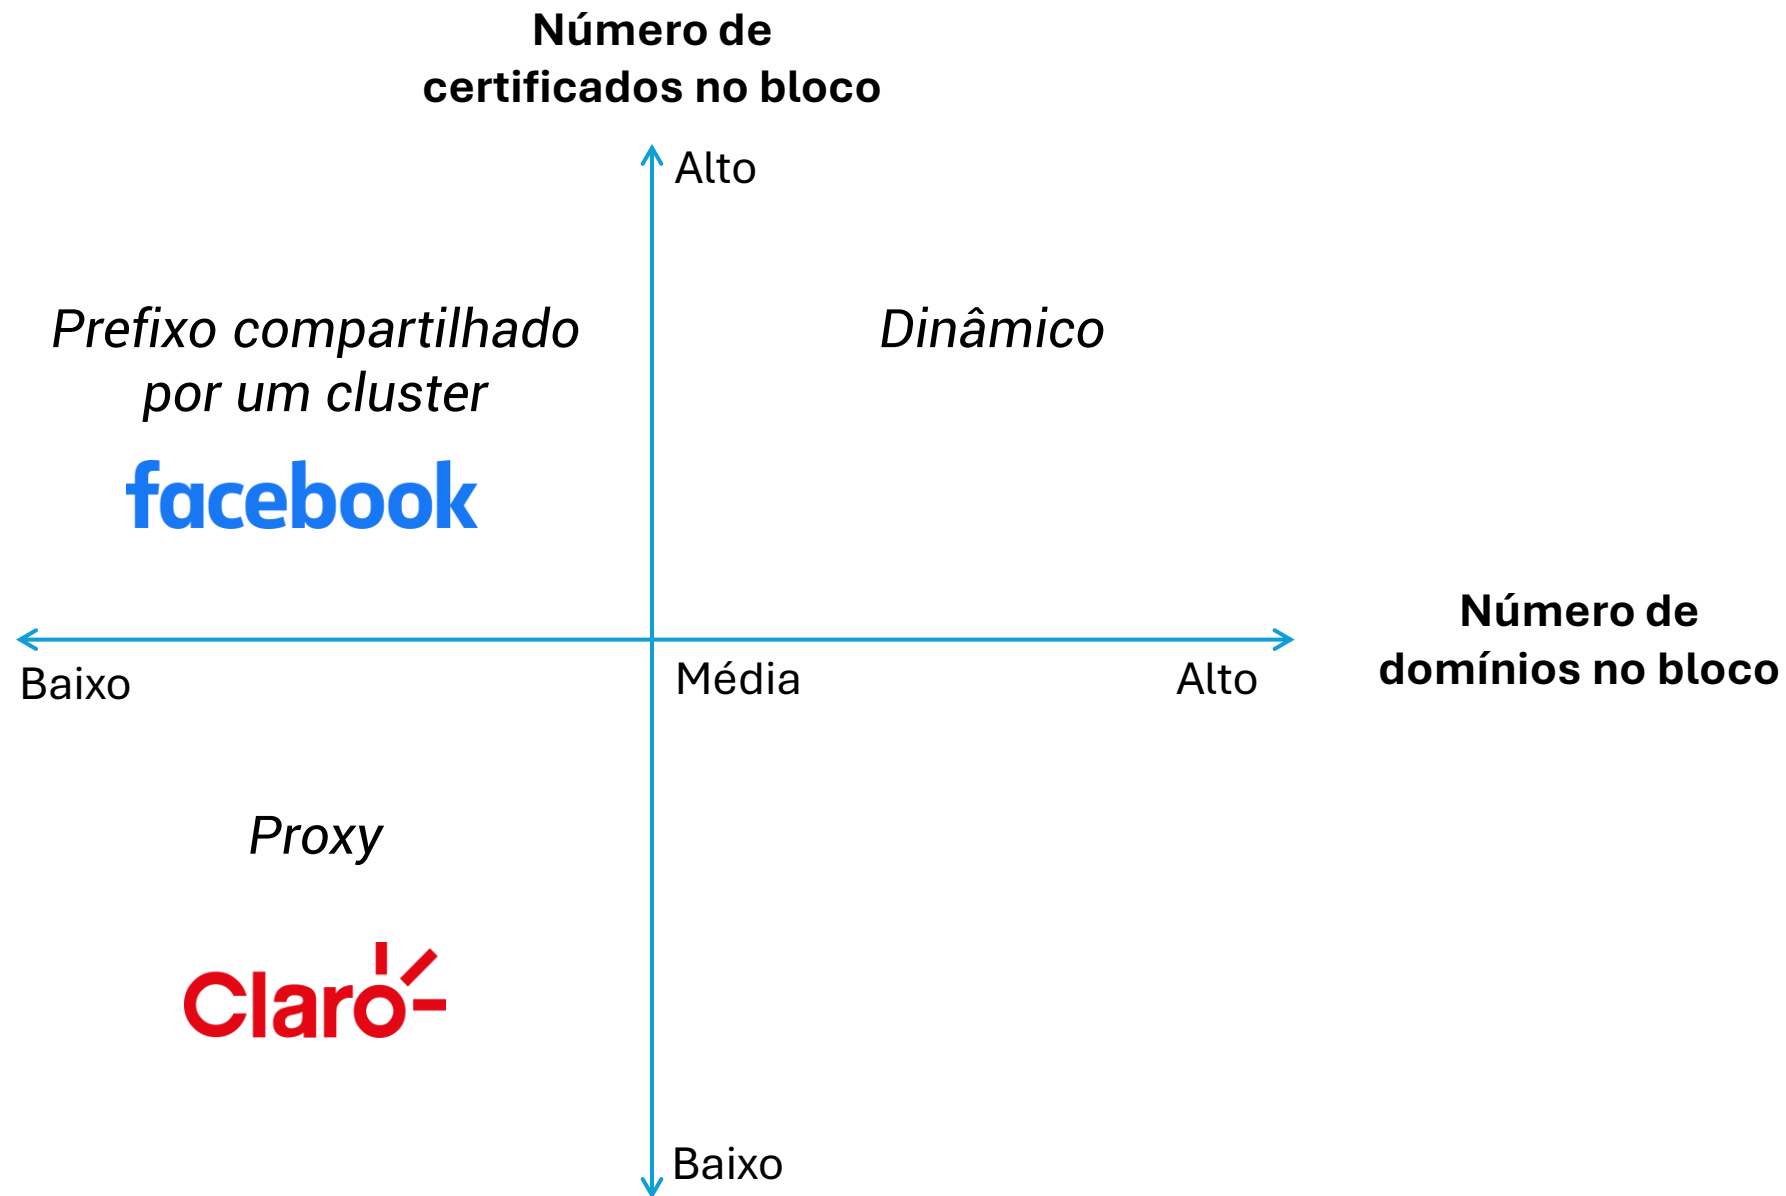 Número de
certificados no bloco
Alto
Prefixo compartilhado
por um cluster
Dinâmico
facebook
Número de
domínios no bloco
Baixo
Média
Alto
Proxy
Claro
Baixo